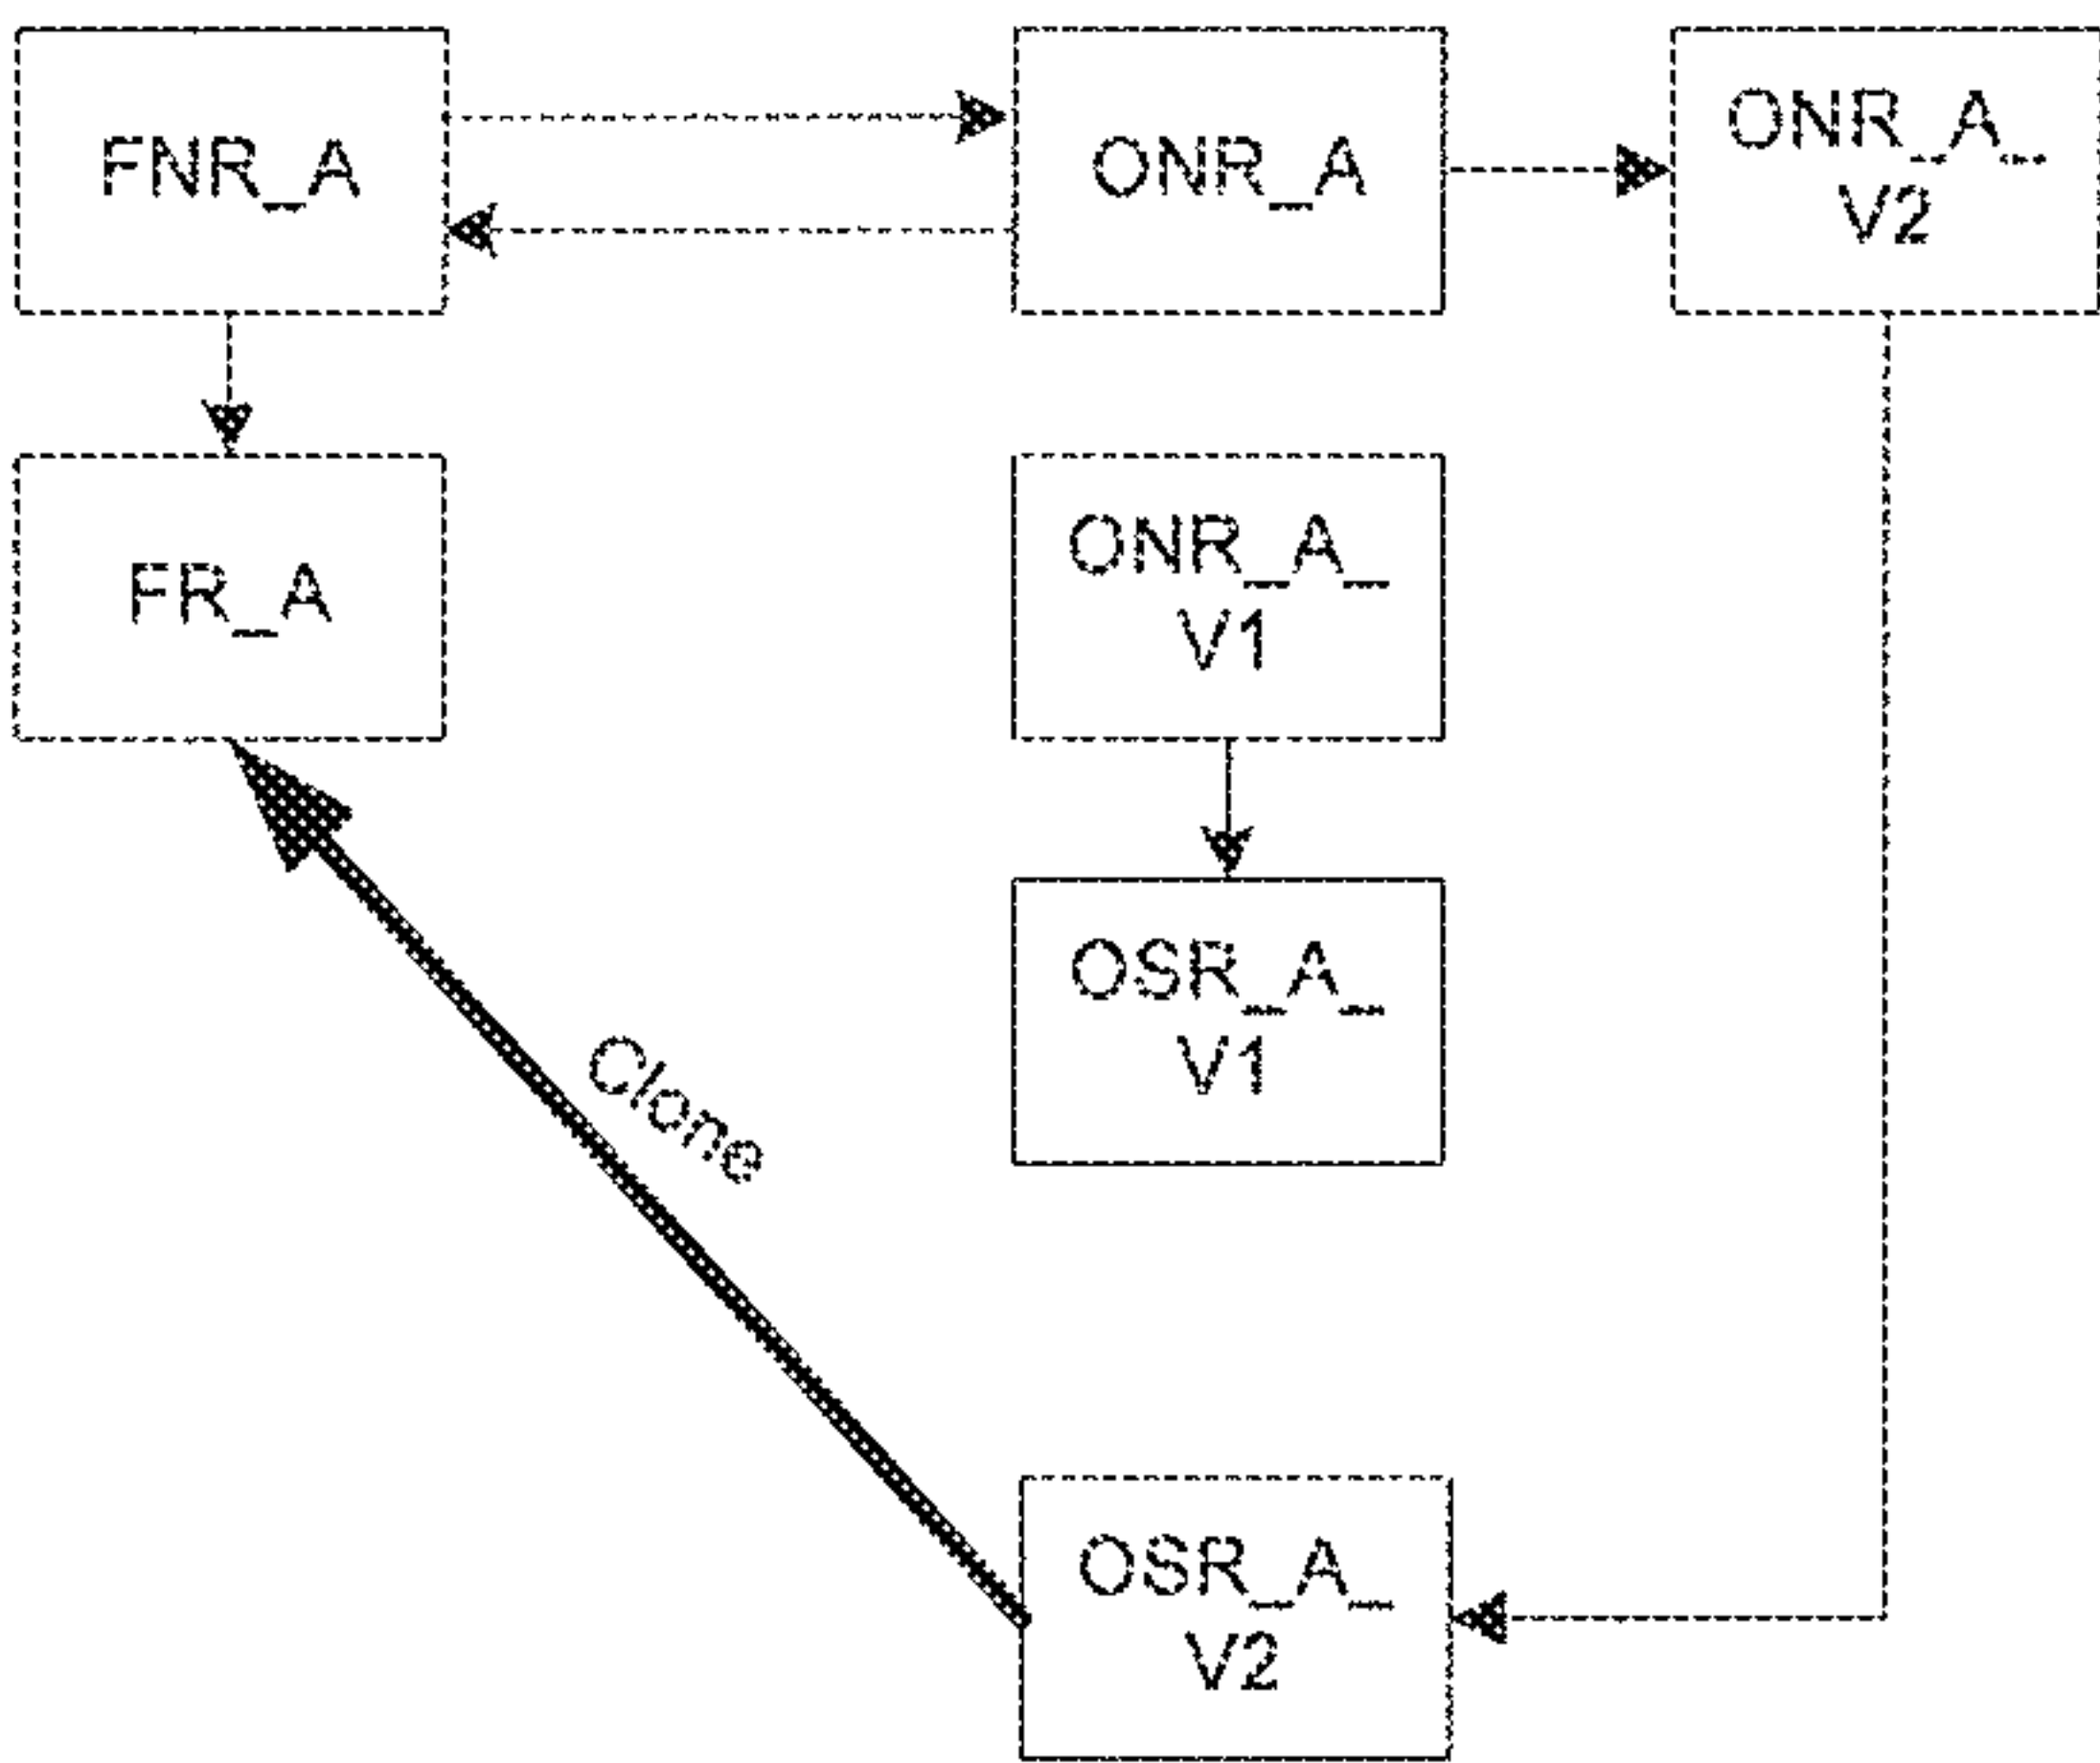 FNR_A
ONR_A
ONR_A_
V2
FR_A
ONR_A_
V1
OSR_A_
V1
Clone
OSR_A_
V2